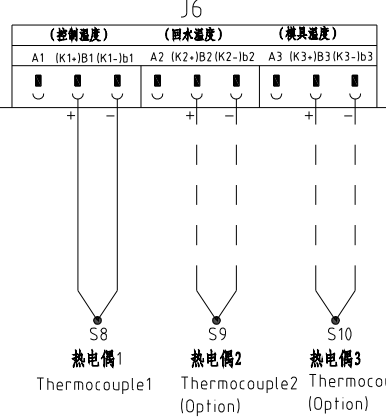 J6
(控制温度) (回水温度) (模具温度)
A1 (K1+)B1 (K1-)b1 A2 (K2+)B2 (K2-)b2 A3 (K3+)B3 (K3-)b3
+ - + - + -
S8 S9 S10
热电偶1 热电偶2 热电偶3
Thermocouple1 Thermocouple2 Thermocou
(Option) (Option)